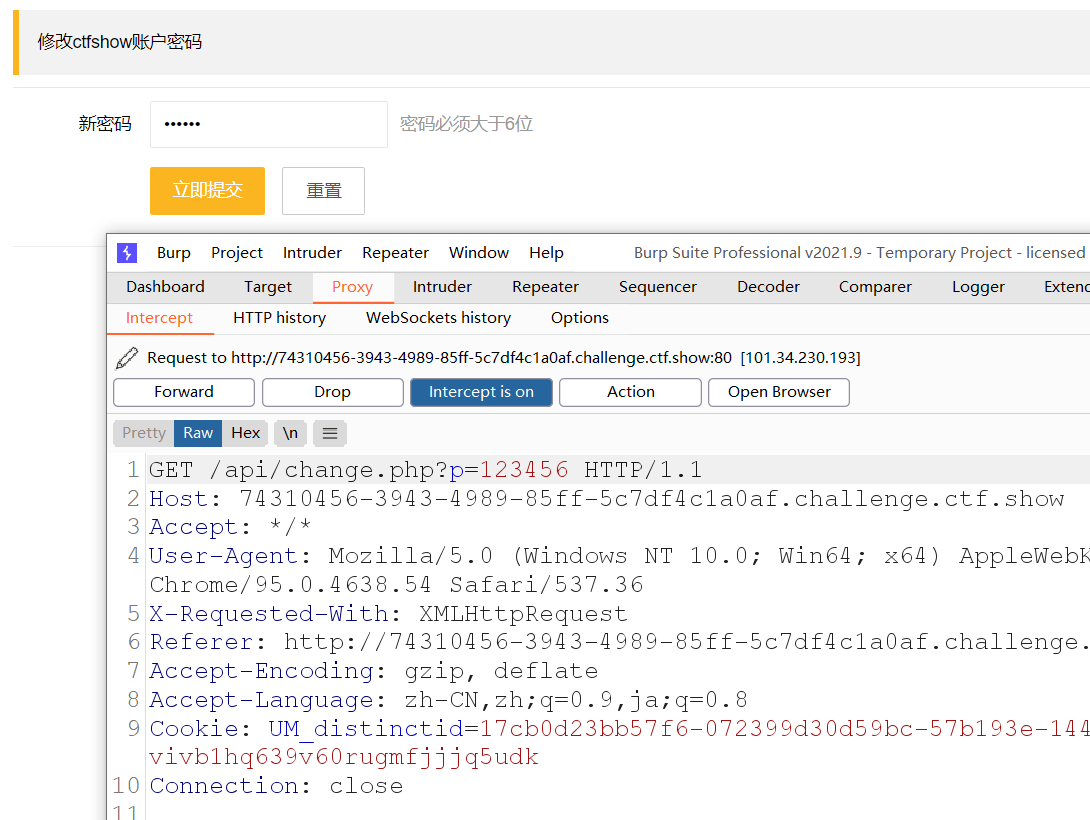 修改ctfshow账户密码
新密码 •••••• 密码必须大于6位
立即提交 重置
Burp Project Intruder Repeater Window Help Burp Suite Professional v2021.9 - Temporary Project - licensed
Dashboard Target Proxy Intruder Repeater Sequencer Decoder Comparer Logger Extend
Intercept HTTP history WebSockets history Options
Request to http://74310456-3943-4989-85ff-5c7df4c1a0af.challenge.ctf.show:80 [101.34.230.193]
Forward Drop Intercept is on Action Open Browser
Pretty Raw Hex \n ≡
1 GET /api/change.php?p=123456 HTTP/1.1
2 Host: 74310456-3943-4989-85ff-5c7df4c1a0af.challenge.ctf.show
3 Accept: */*
4 User-Agent: Mozilla/5.0 (Windows NT 10.0; Win64; x64) AppleWebK
Chrome/95.0.4638.54 Safari/537.36
5 X-Requested-With: XMLHttpRequest
6 Referer: http://74310456-3943-4989-85ff-5c7df4c1a0af.challenge.
7 Accept-Encoding: gzip, deflate
8 Accept-Language: zh-CN,zh;q=0.9,ja;q=0.8
9 Cookie: UM_distinctid=17cb0d23bb57f6-072399d30d59bc-57b193e-144
vivb1hq639v60rugmfjjjq5udk
10 Connection: close
11